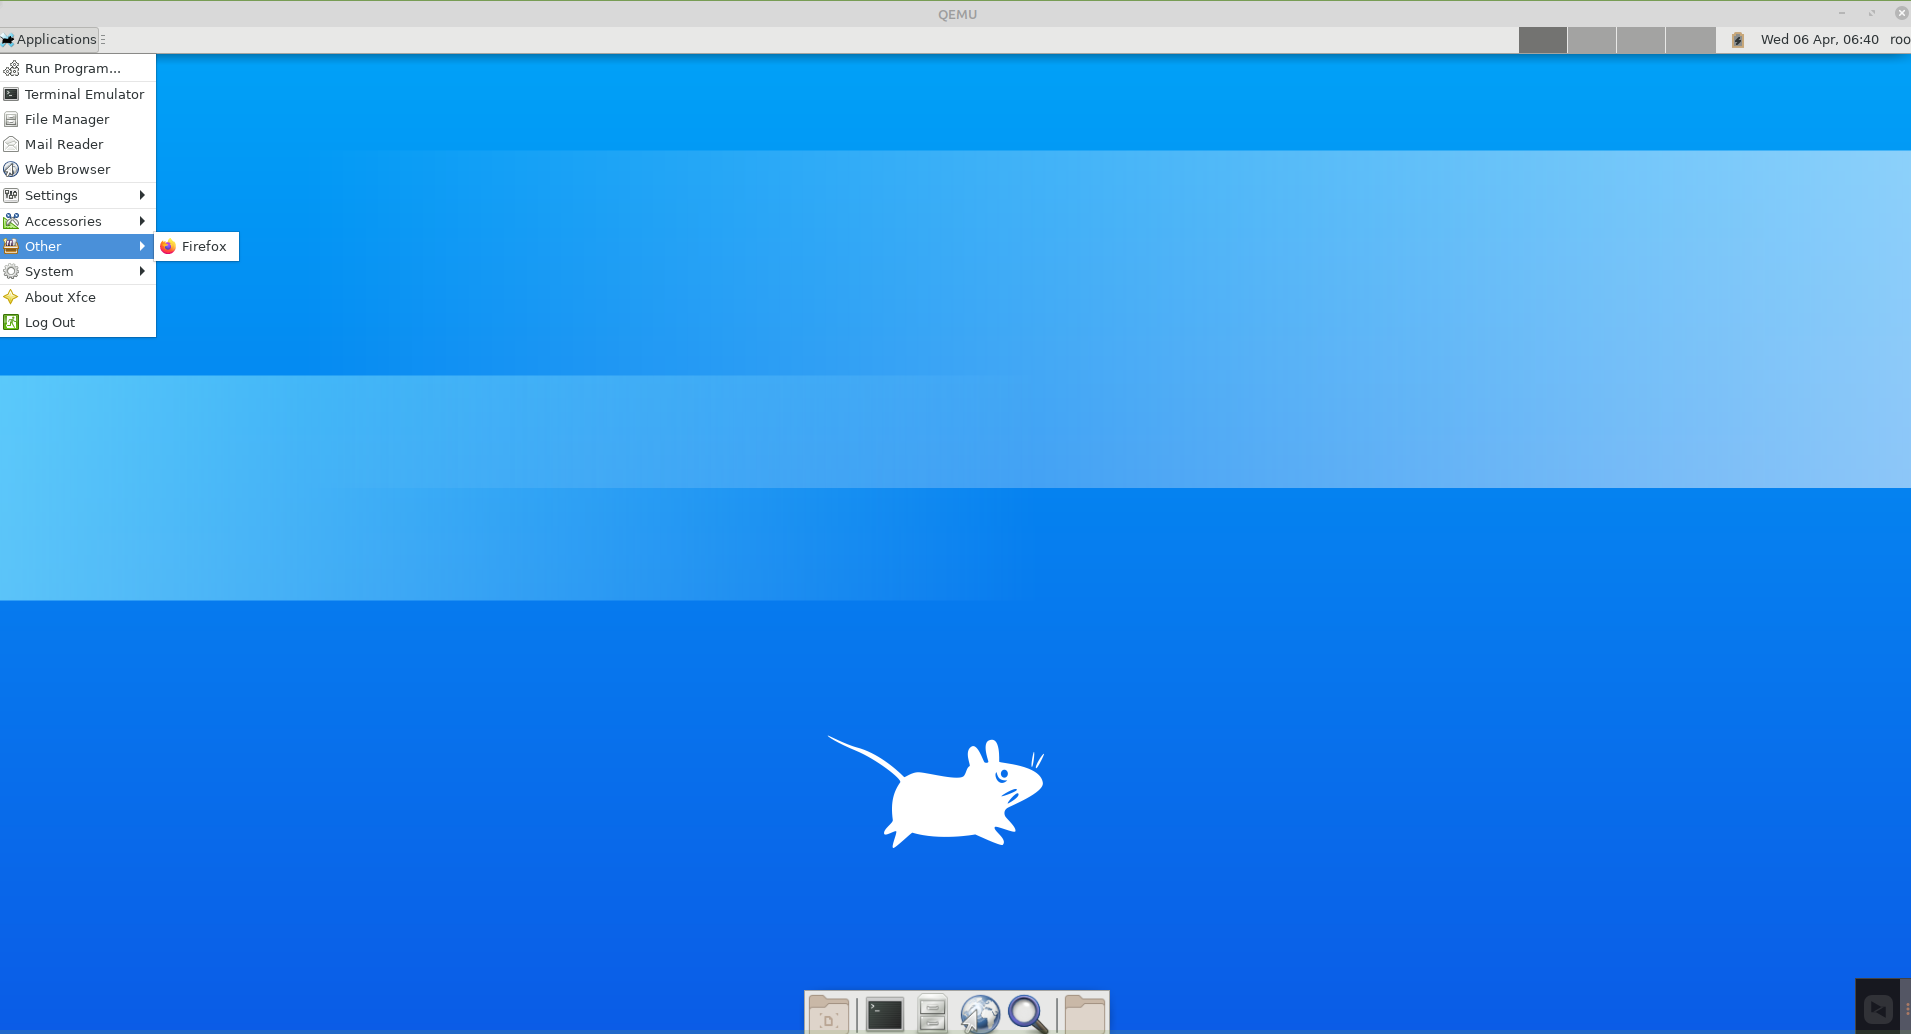 QEMU
Applications
Wed 06 Apr, 06:40 roo
Run Program...
Terminal Emulator
File Manager
Mail Reader
Web Browser
Settings
Accessories
Other
Firefox
System
About Xfce
Log Out